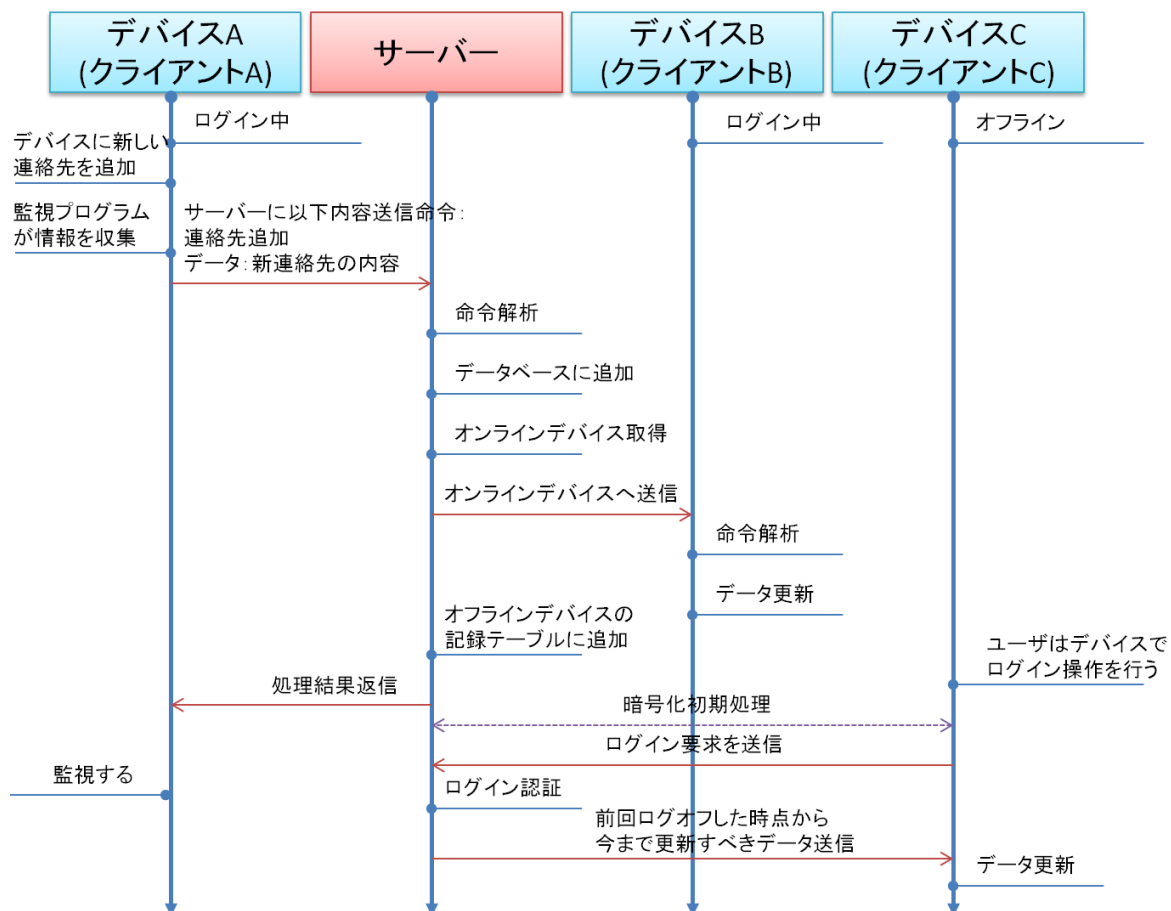 デバイスA
(クライアントA)
サーバー
デバイスB
(クライアントB)
デバイスC
(クライアントC)
ログイン中
ログイン中
オフライン
デバイスに新しい
連絡先を追加
監視プログラム
が情報を収集
サーバーに以下内容送信命令:
連絡先追加
データ:新連絡先の内容
命令解析
データベースに追加
オンラインデバイス取得
オンラインデバイスへ送信
命令解析
データ更新
オフラインデバイスの
記録テーブルに追加
ユーザはデバイスで
ログイン操作を行う
処理結果返信
暗号化初期処理
ログイン要求を送信
監視する
ログイン認証
前回ログオフした時点から
今まで更新すべきデータ送信
データ更新